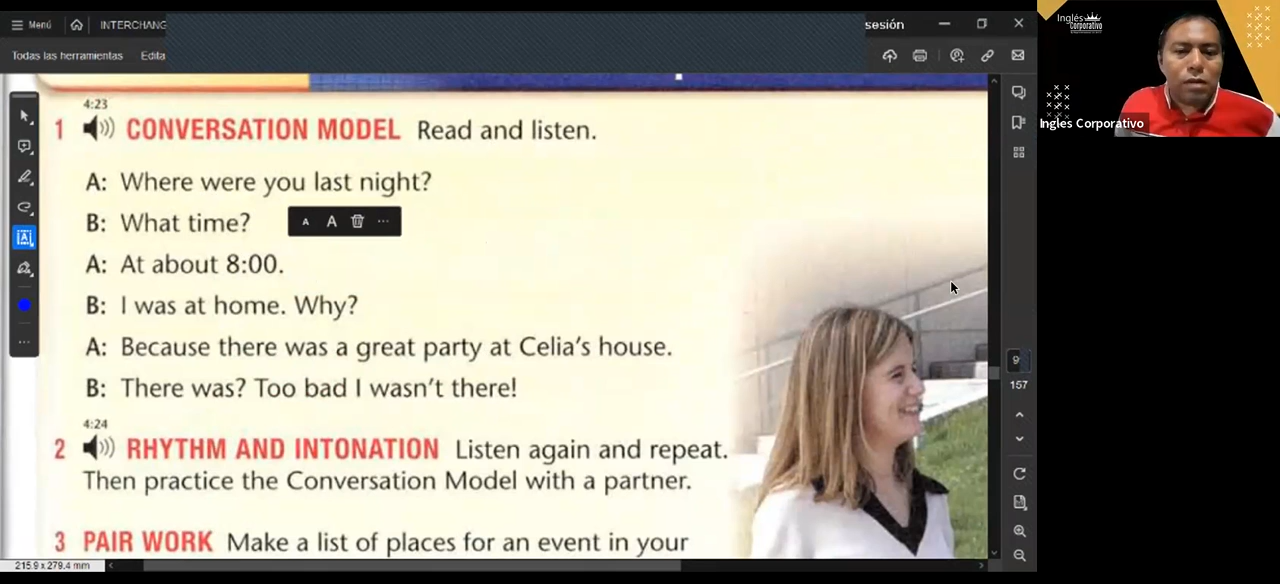 Menú INTERCHANG sesión
Todas las herramientas Edita
4:23
1 CONVERSATION MODEL Read and listen.
A: Where were you last night?
B: What time?
A A ...
A: At about 8:00.
B: I was at home. Why?
A: Because there was a great party at Celia's house.
B: There was? Too bad I wasn't there!
4:24
2 RHYTHM AND INTONATION Listen again and repeat.
Then practice the Conversation Model with a partner.
3 PAIR WORK Make a list of places for an event in your
215.9 x 279.4 mm
9
157
Inglés
Corporativo
Ingles Corporativo